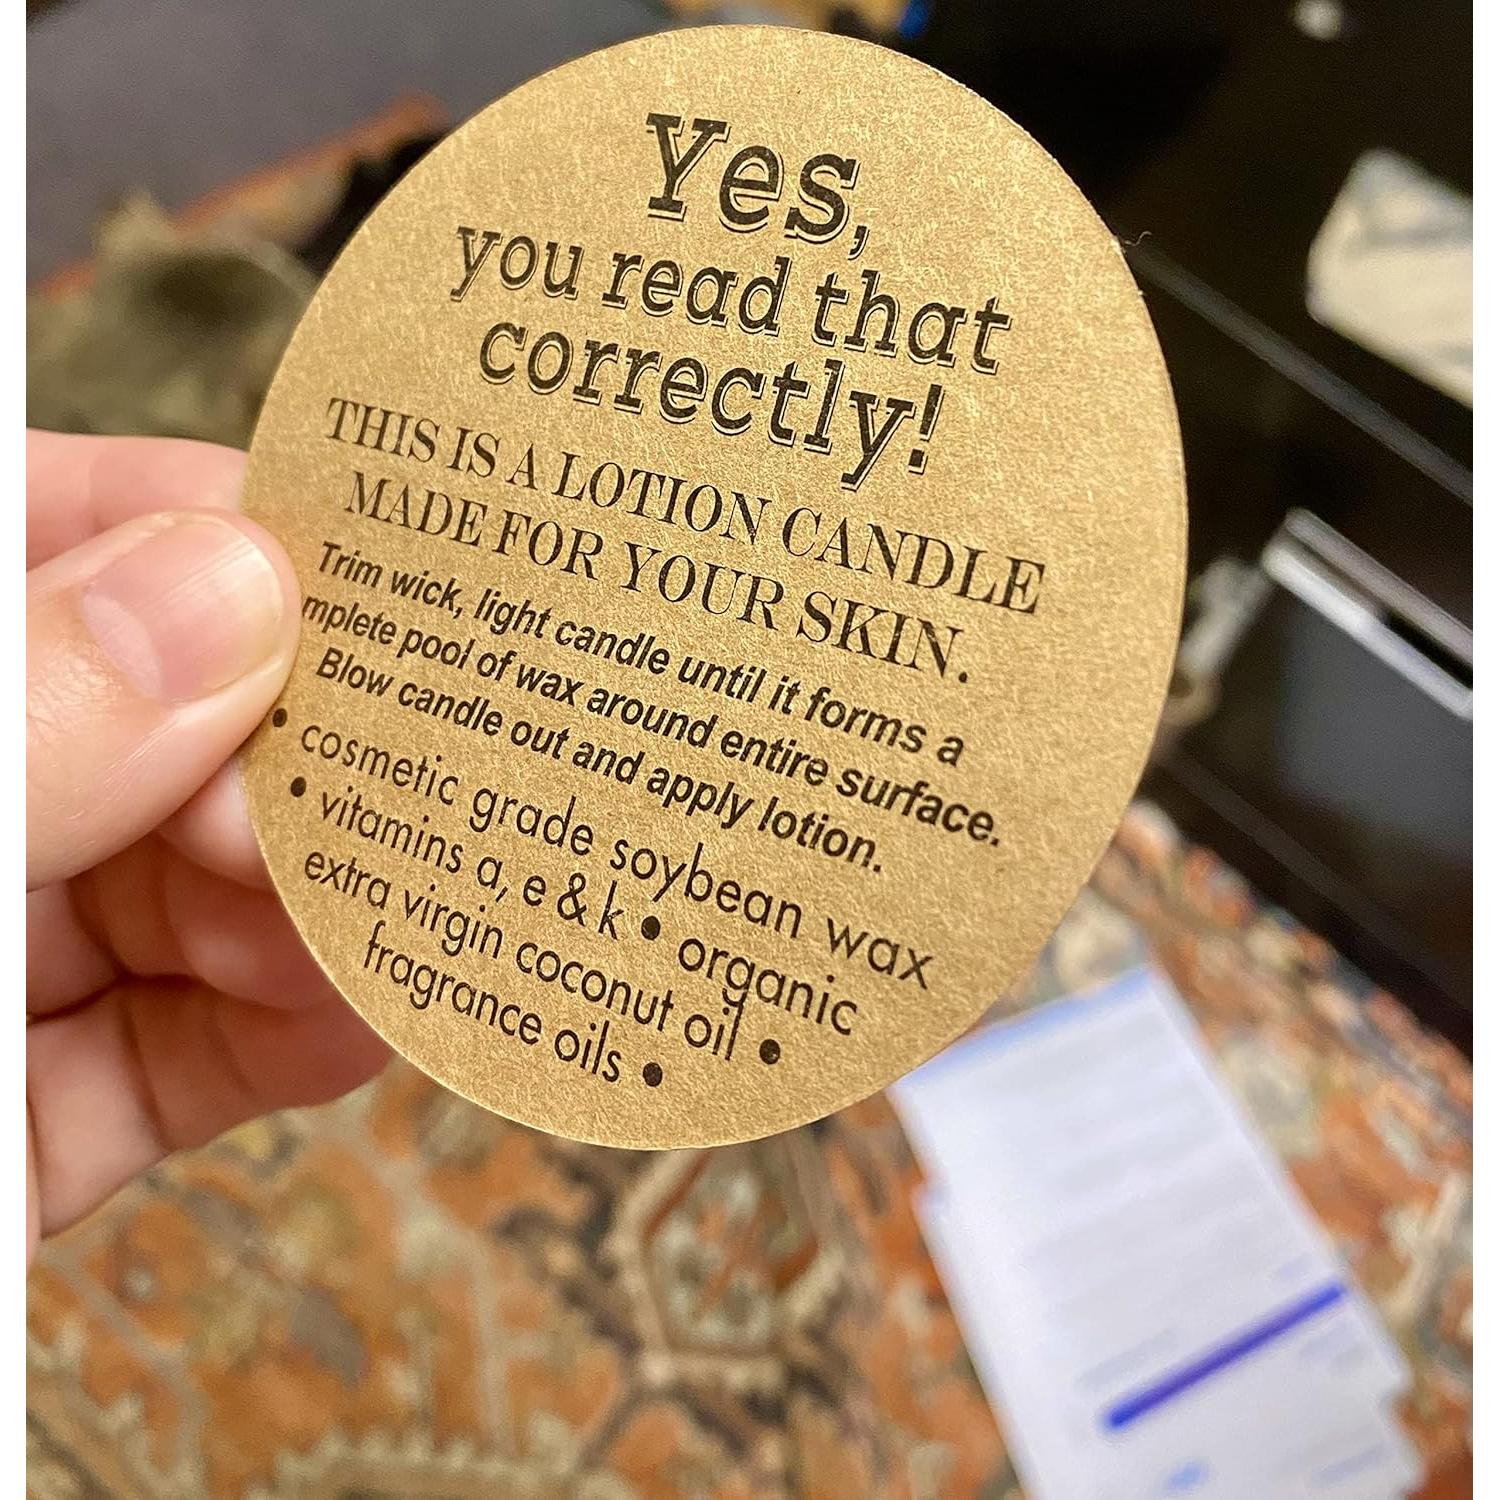 Yes,
you read that
correctly!
THIS IS A LOTION CANDLE
MADE FOR YOUR SKIN.
Trim wick, light candle until it forms a
mplete pool of wax around entire surface.
Blow candle out and apply lotion.
• cosmetic grade soybean wax
• vitamins a, e & k • organic
extra virgin coconut oil •
fragrance oils •